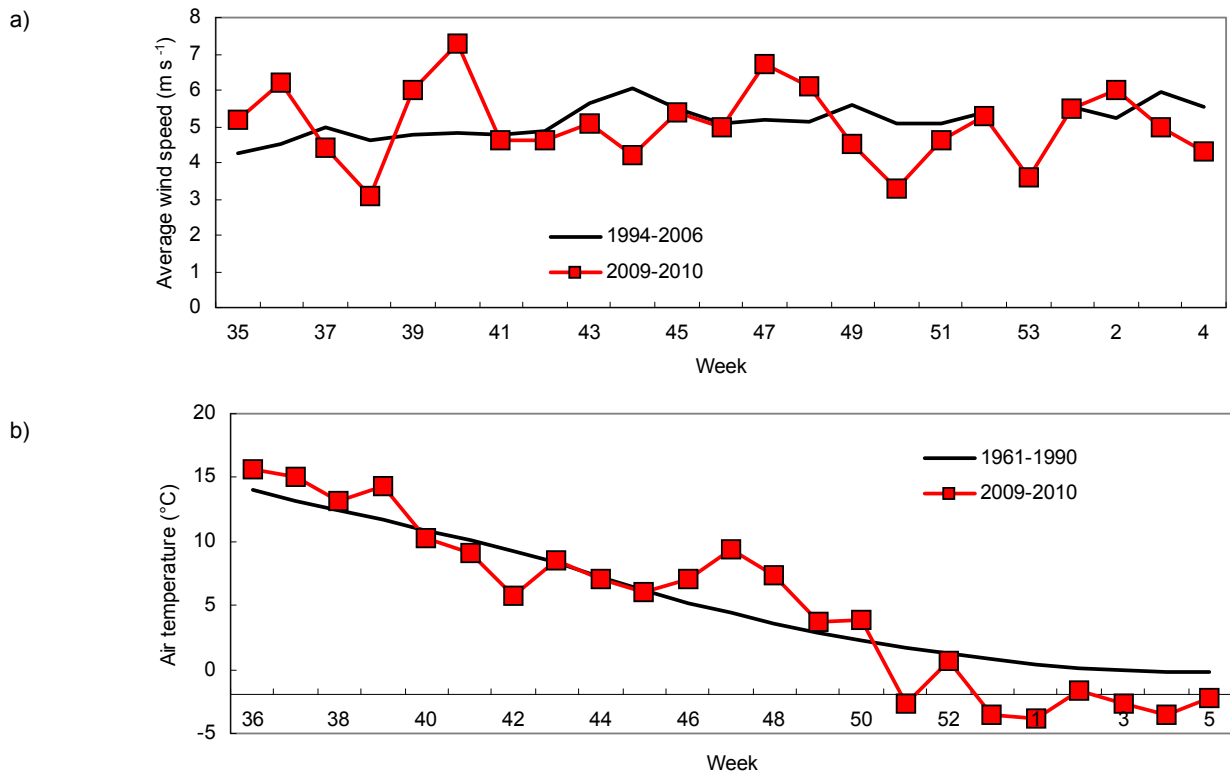 a)
Average wind speed (m s⁻¹)
8
7
6
5
4
3
2
1
0
1994-2006
2009-2010
35 37 39 41 43 45 47 49 51 53 2 4
Week
b)
Air temperature (°C)
20
15
10
5
0
-5
1961-1990
2009-2010
36 38 40 42 44 46 48 50 52 1 3 5
Week